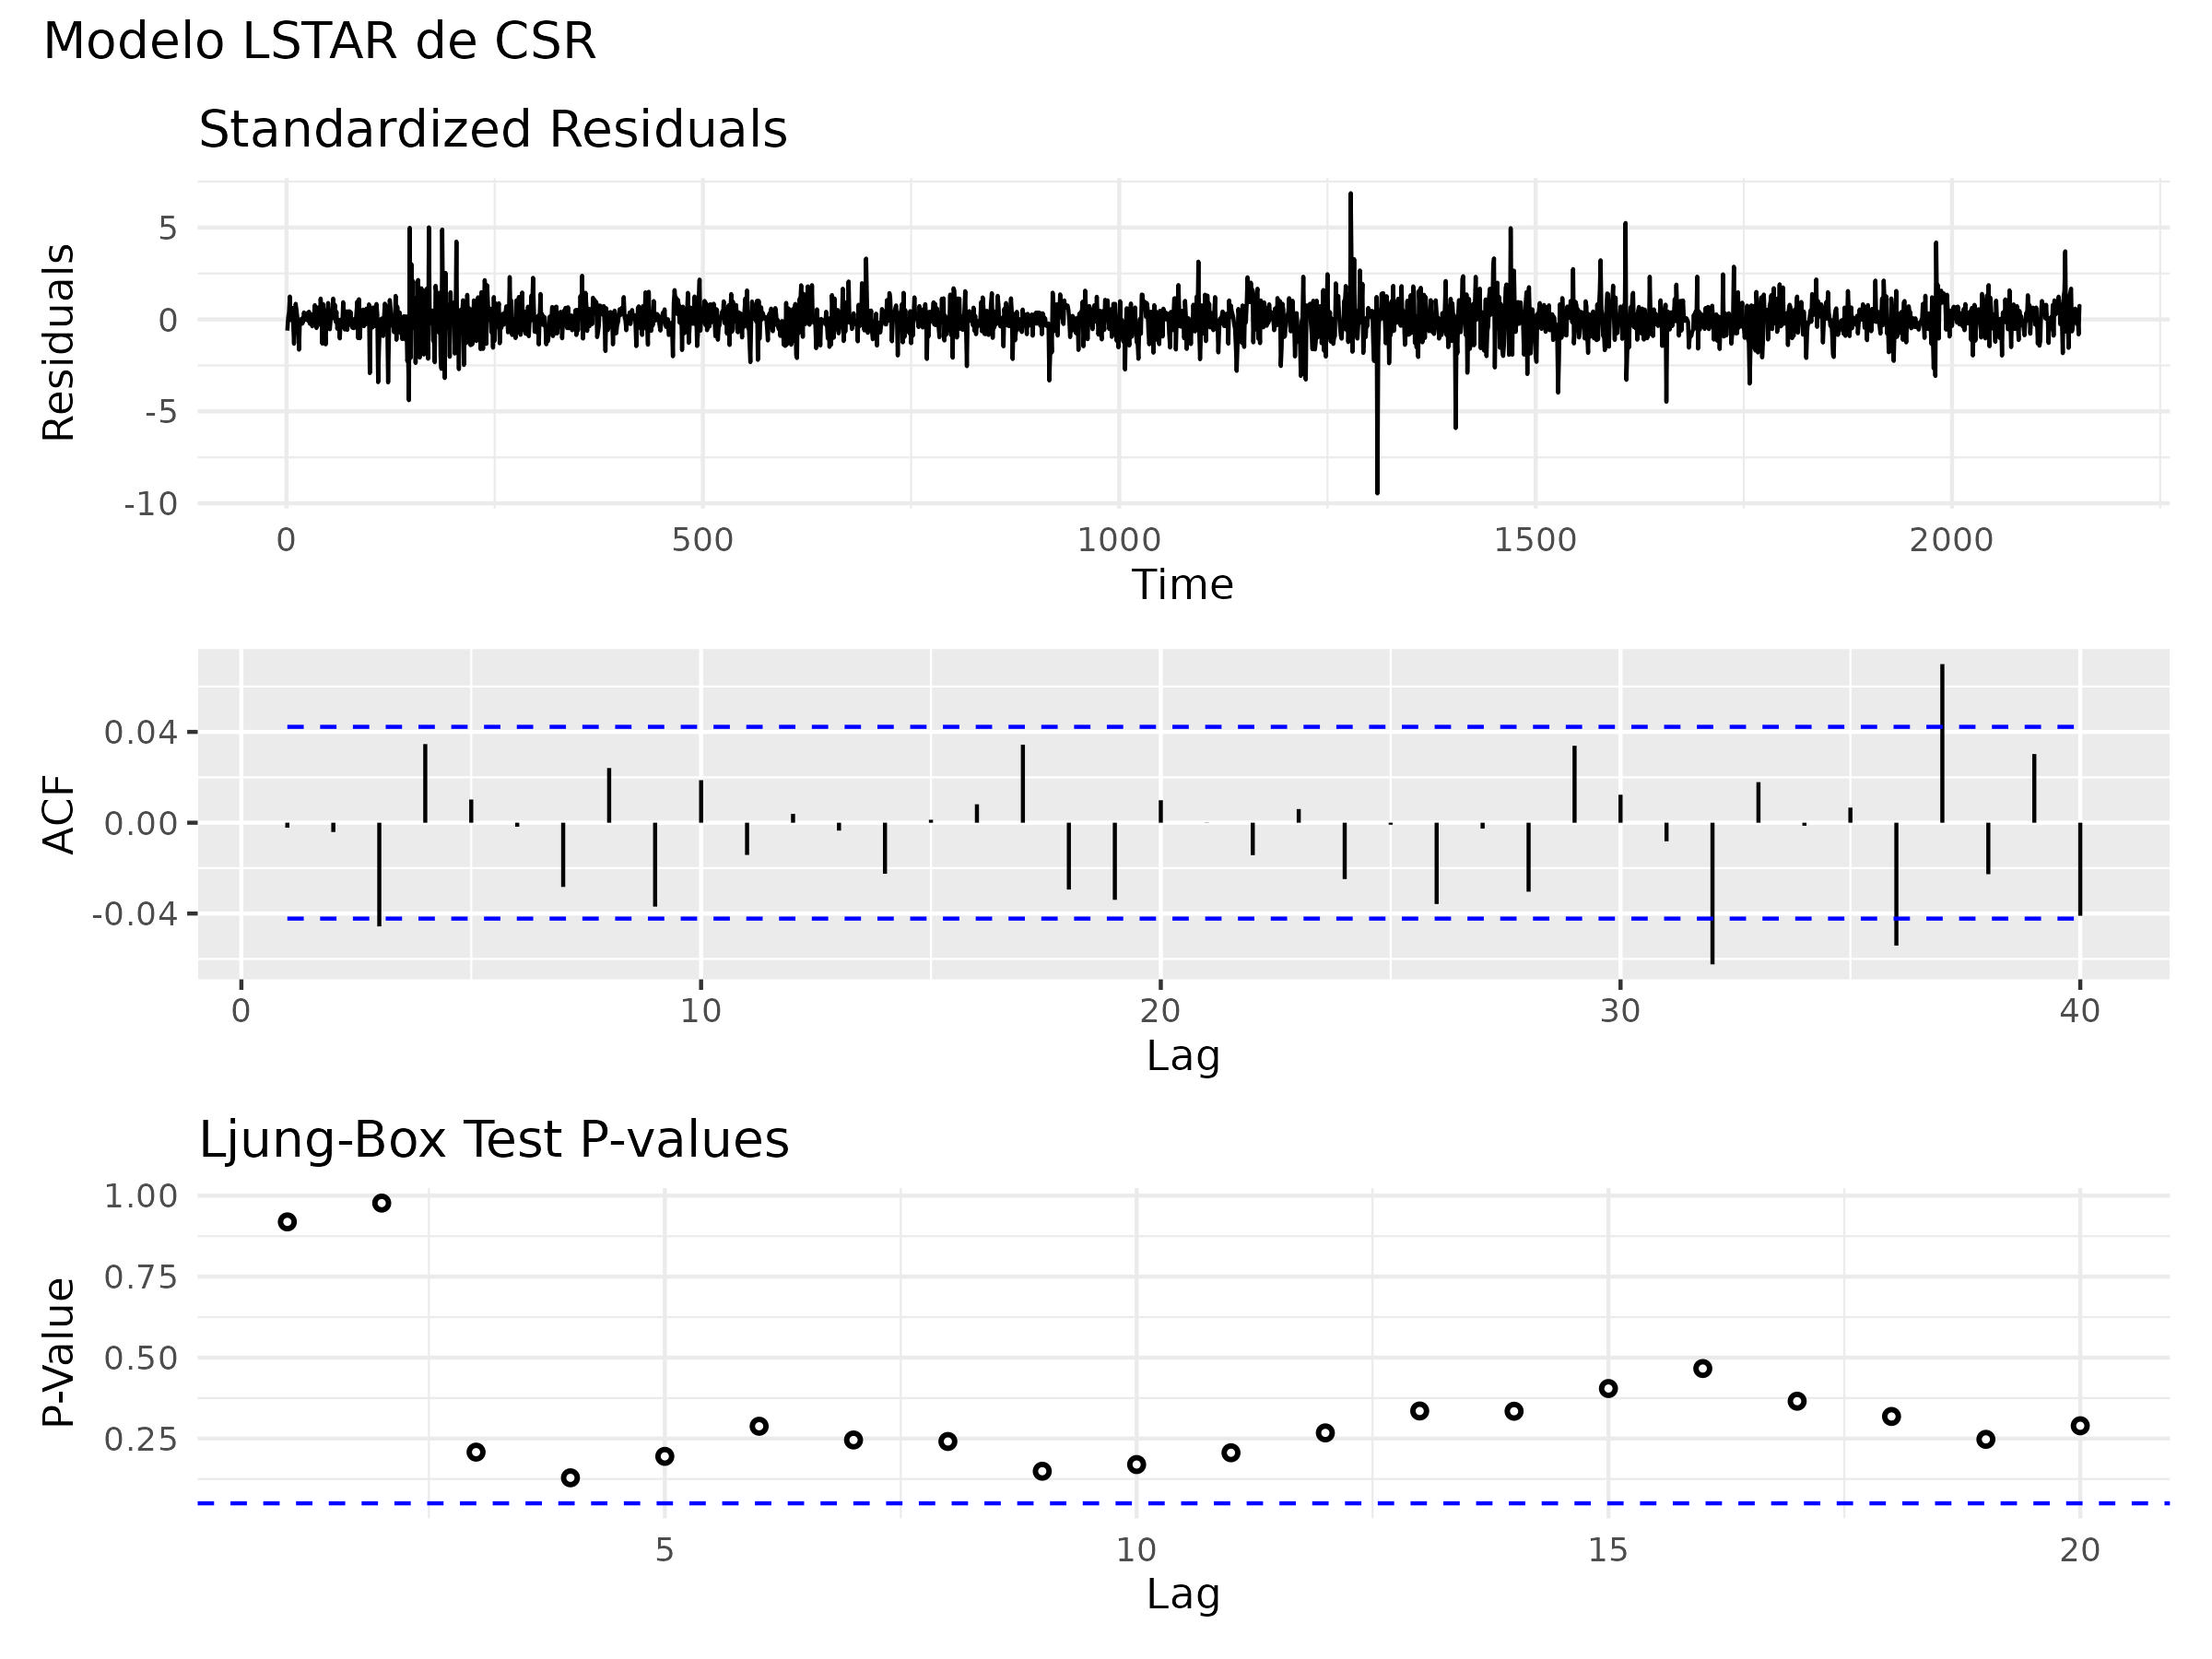 Modelo LSTAR de CSR
Standardized Residuals
Residuals
5
0
-5
-10
0 500 1000 1500 2000
Time
ACF
0.04
0.00
-0.04
0 10 20 30 40
Lag
Ljung-Box Test P-values
P-Value
1.00
0.75
0.50
0.25
5 10 15 20
Lag